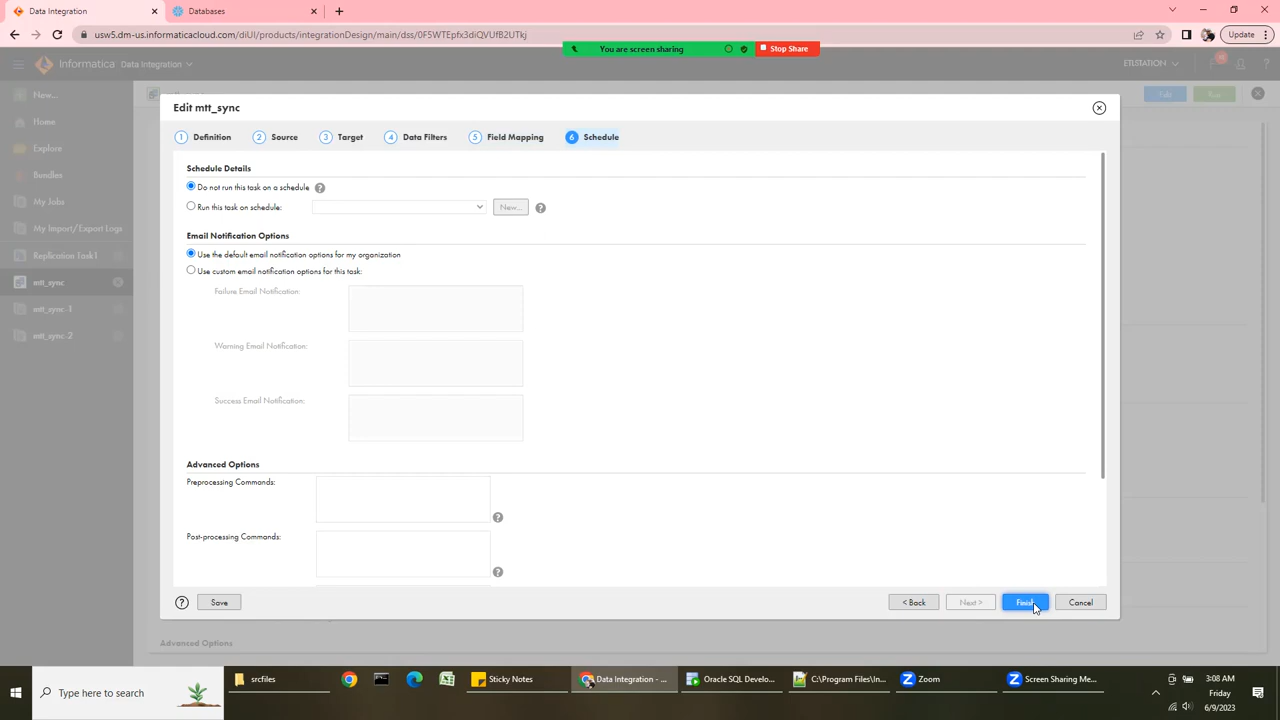 Data Integration
Databases
usw5.dm-us.informaticacloud.com/diUI/products/integrationDesign/main/dss/0F5WTEpfx3diQVUfB2UTkj
Update
You are screen sharing
Stop Share
Informatica Data Integration
ETLSTATION
New...
Home
Explore
Bundles
My Jobs
My Import/Export Logs
Replication Task1
mtt_sync
mtt_sync-1
mtt_sync-2
Edit
Run
Edit mtt_sync
1 Definition
2 Source
3 Target
4 Data Filters
5 Field Mapping
6 Schedule
Schedule Details
Do not run this task on a schedule
Run this task on schedule:
New...
Email Notification Options
Use the default email notification options for my organization
Use custom email notification options for this task:
Failure Email Notification:
Warning Email Notification:
Success Email Notification:
Advanced Options
Preprocessing Commands:
Post-processing Commands:
Save
< Back
Next >
Finish
Cancel
Advanced Options
Type here to search
srcfiles
Sticky Notes
Data Integration - ...
Oracle SQL Develo...
C:\Program Files\In...
Zoom
Screen Sharing Me...
3:08 AM
Friday
6/9/2023